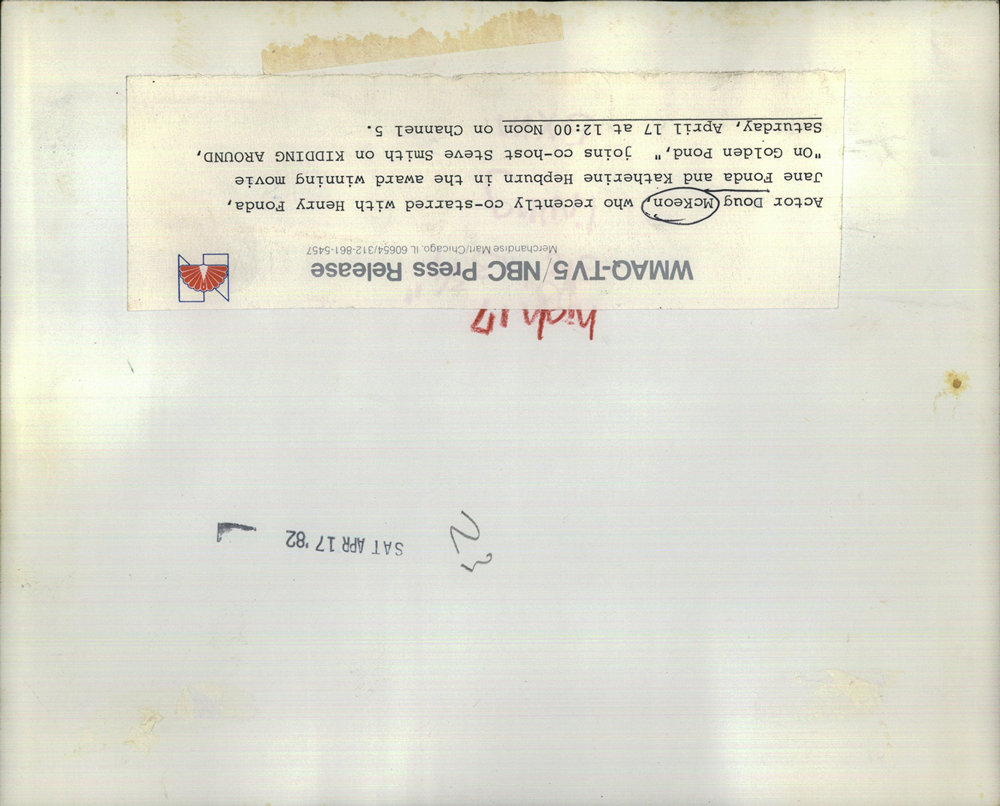 SAT APR 17 '82
high 17
WMAQ-TV5/NBC Press Release
Merchandise Mart/Chicago, IL 60654/312-861-5457
Actor Doug McKeon, who recently co-starred with Henry Fonda,
Jane Fonda and Katherine Hepburn in the award winning movie
"On Golden Pond," joins co-host Steve Smith on KIDDING AROUND,
Saturday, April 17 at 12:00 Noon on Channel 5.